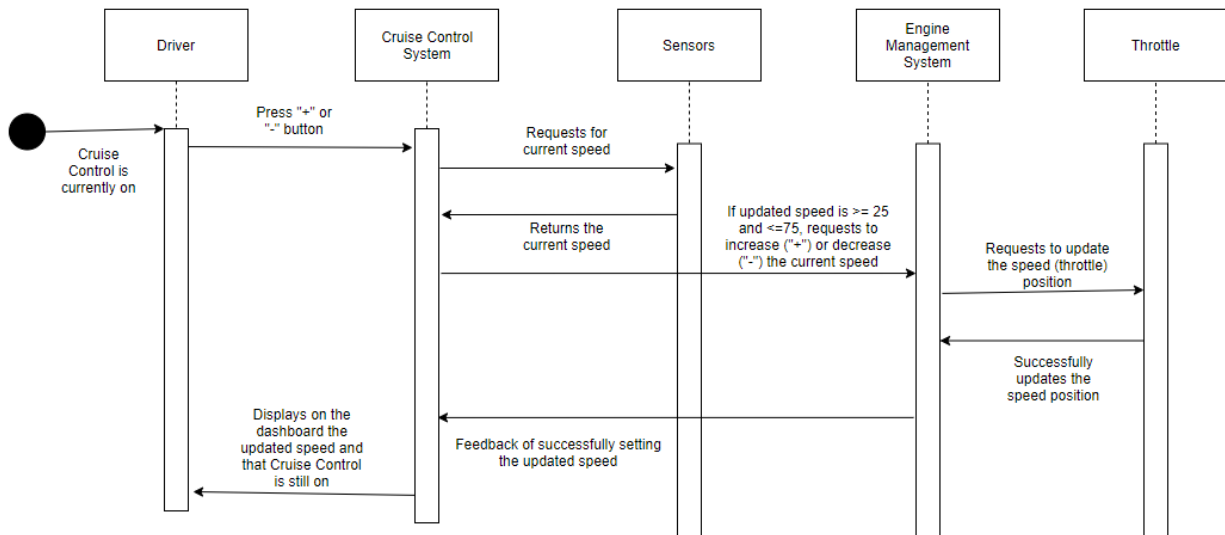 Driver
Cruise Control
System
Sensors
Engine
Management
System
Throttle
Cruise
Control is
currently on
Press "+" or
"-" button
Requests for
current speed
Returns the
current speed
If updated speed is >= 25
and <=75, requests to
increase ("+") or decrease
("-") the current speed
Requests to update
the speed (throttle)
position
Successfully
updates the
speed position
Feedback of successfully setting
the updated speed
Displays on the
dashboard the
updated speed and
that Cruise Control
is still on